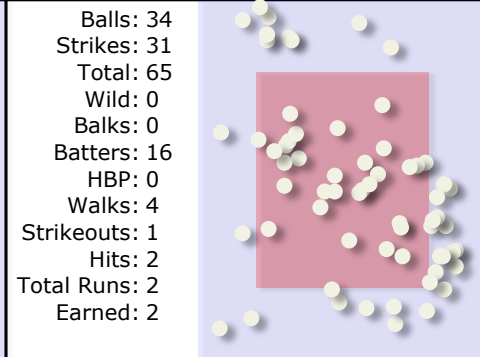 Balls: 34
Strikes: 31
Total: 65
Wild: 0
Balks: 0
Batters: 16
HBP: 0
Walks: 4
Strikeouts: 1
Hits: 2
Total Runs: 2
Earned: 2